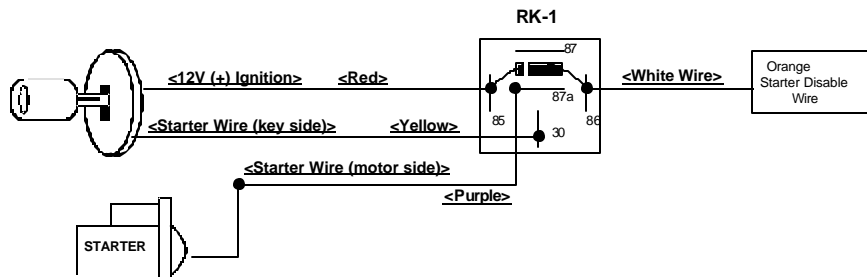 RK-1
87
<12V (+) Ignition> <Red>
<White Wire>
Orange
Starter Disable
Wire
87a
85
86
<Starter Wire (key side)> <Yellow>
30
<Starter Wire (motor side)>
<Purple>
STARTER